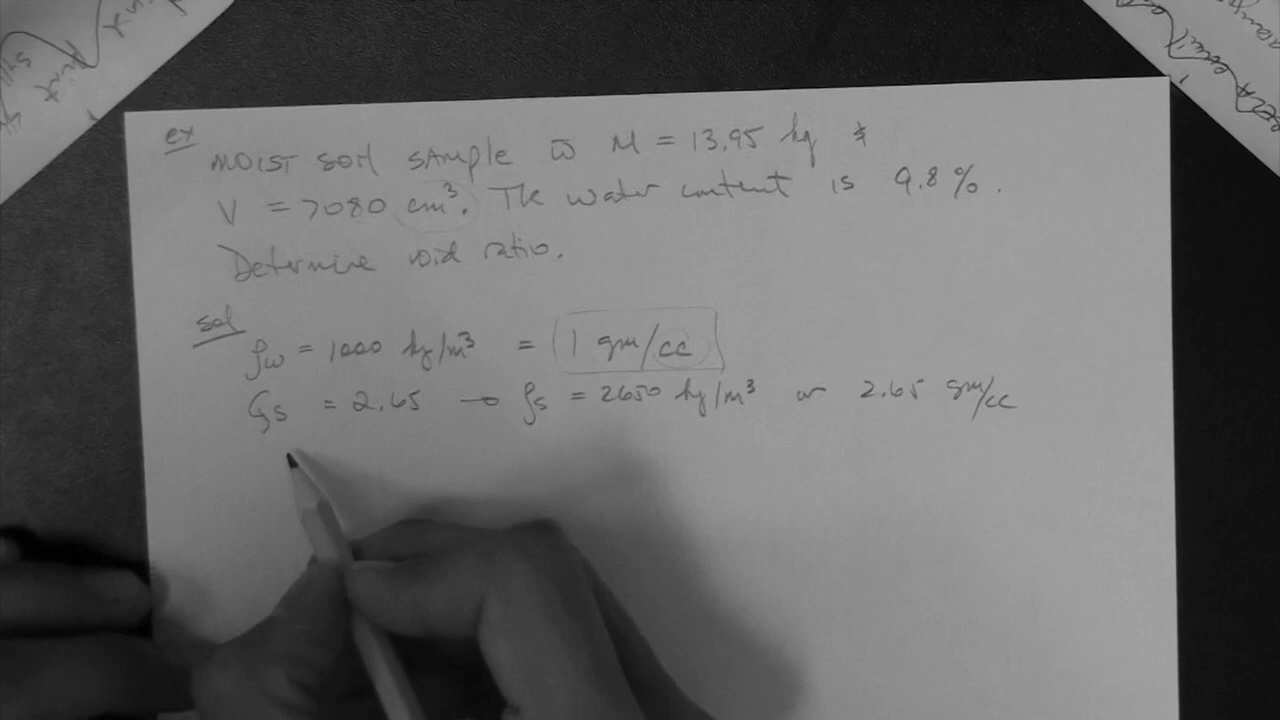 ex
MOIST SOIL SAMPLE is M = 13.95 kg &
V = 7080 cm³. The water content is 9.8%.
Determine void ratio.
sol
ρw = 1000 kg/m³ = 1 gm/cc
Gs = 2.65 → ρs = 2650 kg/m³ or 2.65 gm/cc